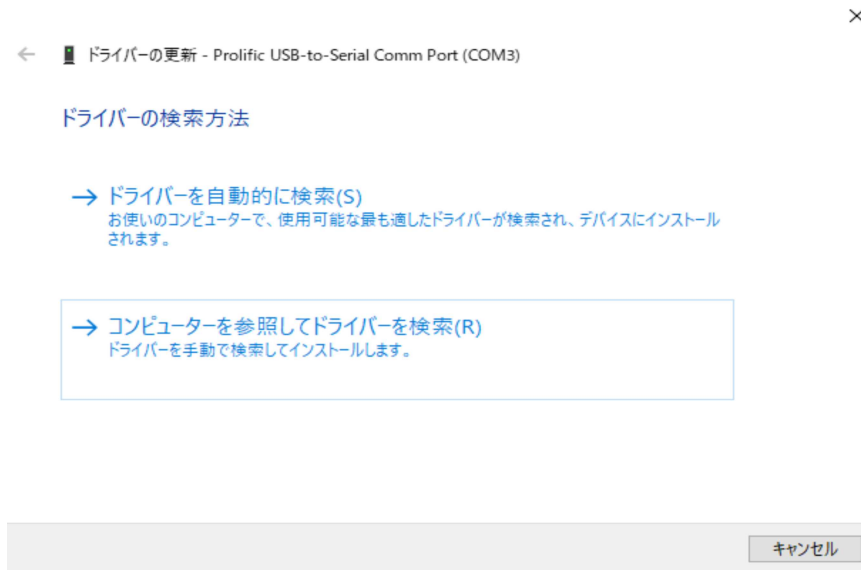 ドライバーの更新 - Prolific USB-to-Serial Comm Port (COM3)
ドライバーの検索方法
ドライバーを自動的に検索(S)
お使いのコンピューターで、使用可能な最も適したドライバーが検索され、デバイスにインストール
されます。
コンピューターを参照してドライバーを検索(R)
ドライバーを手動で検索してインストールします。
キャンセル